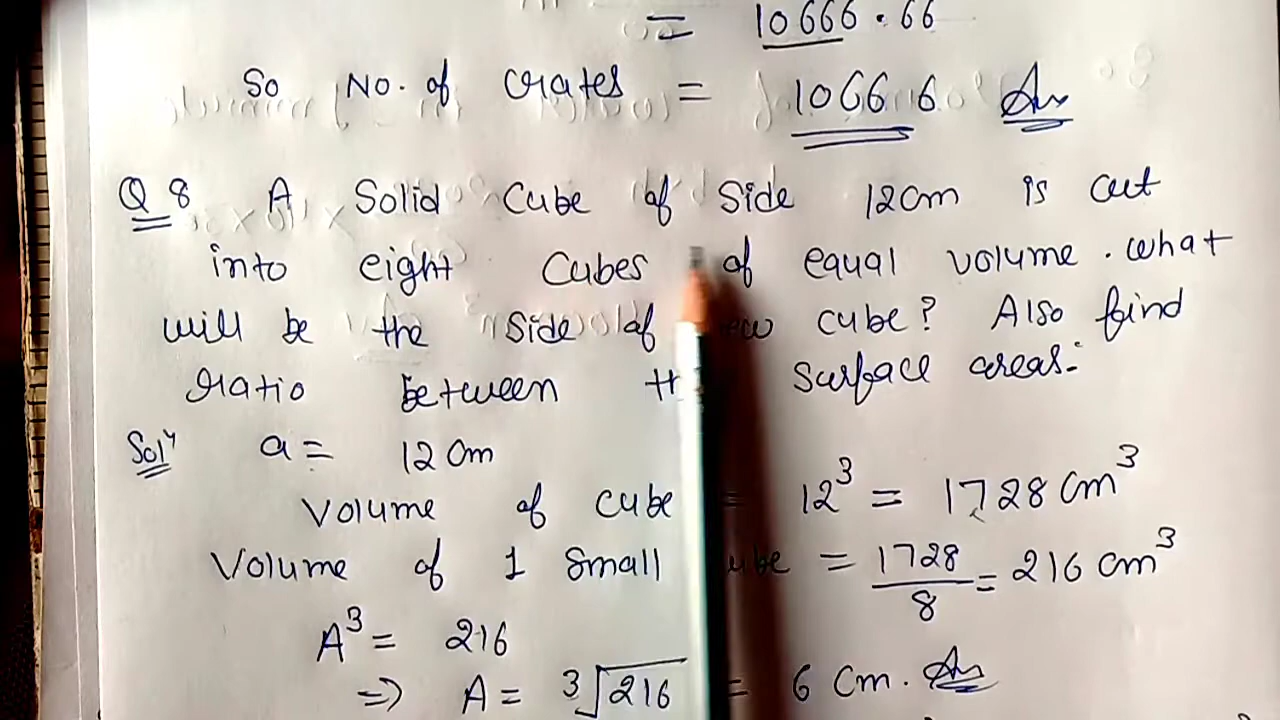 = 10666.66
So No. of crates = 10666 Ans
Q 8 A Solid Cube of Side 12cm is cut
into eight Cubes of equal volume. what
will be the Side of cube? Also find
ratio between surface areas:
Solⁿ a = 12 cm
Volume of cube = 12³ = 1728 cm³
Volume of 1 Small = 1728/8 = 216 cm³
A³ = 216
=> A = ³√216 = 6 cm. Ans